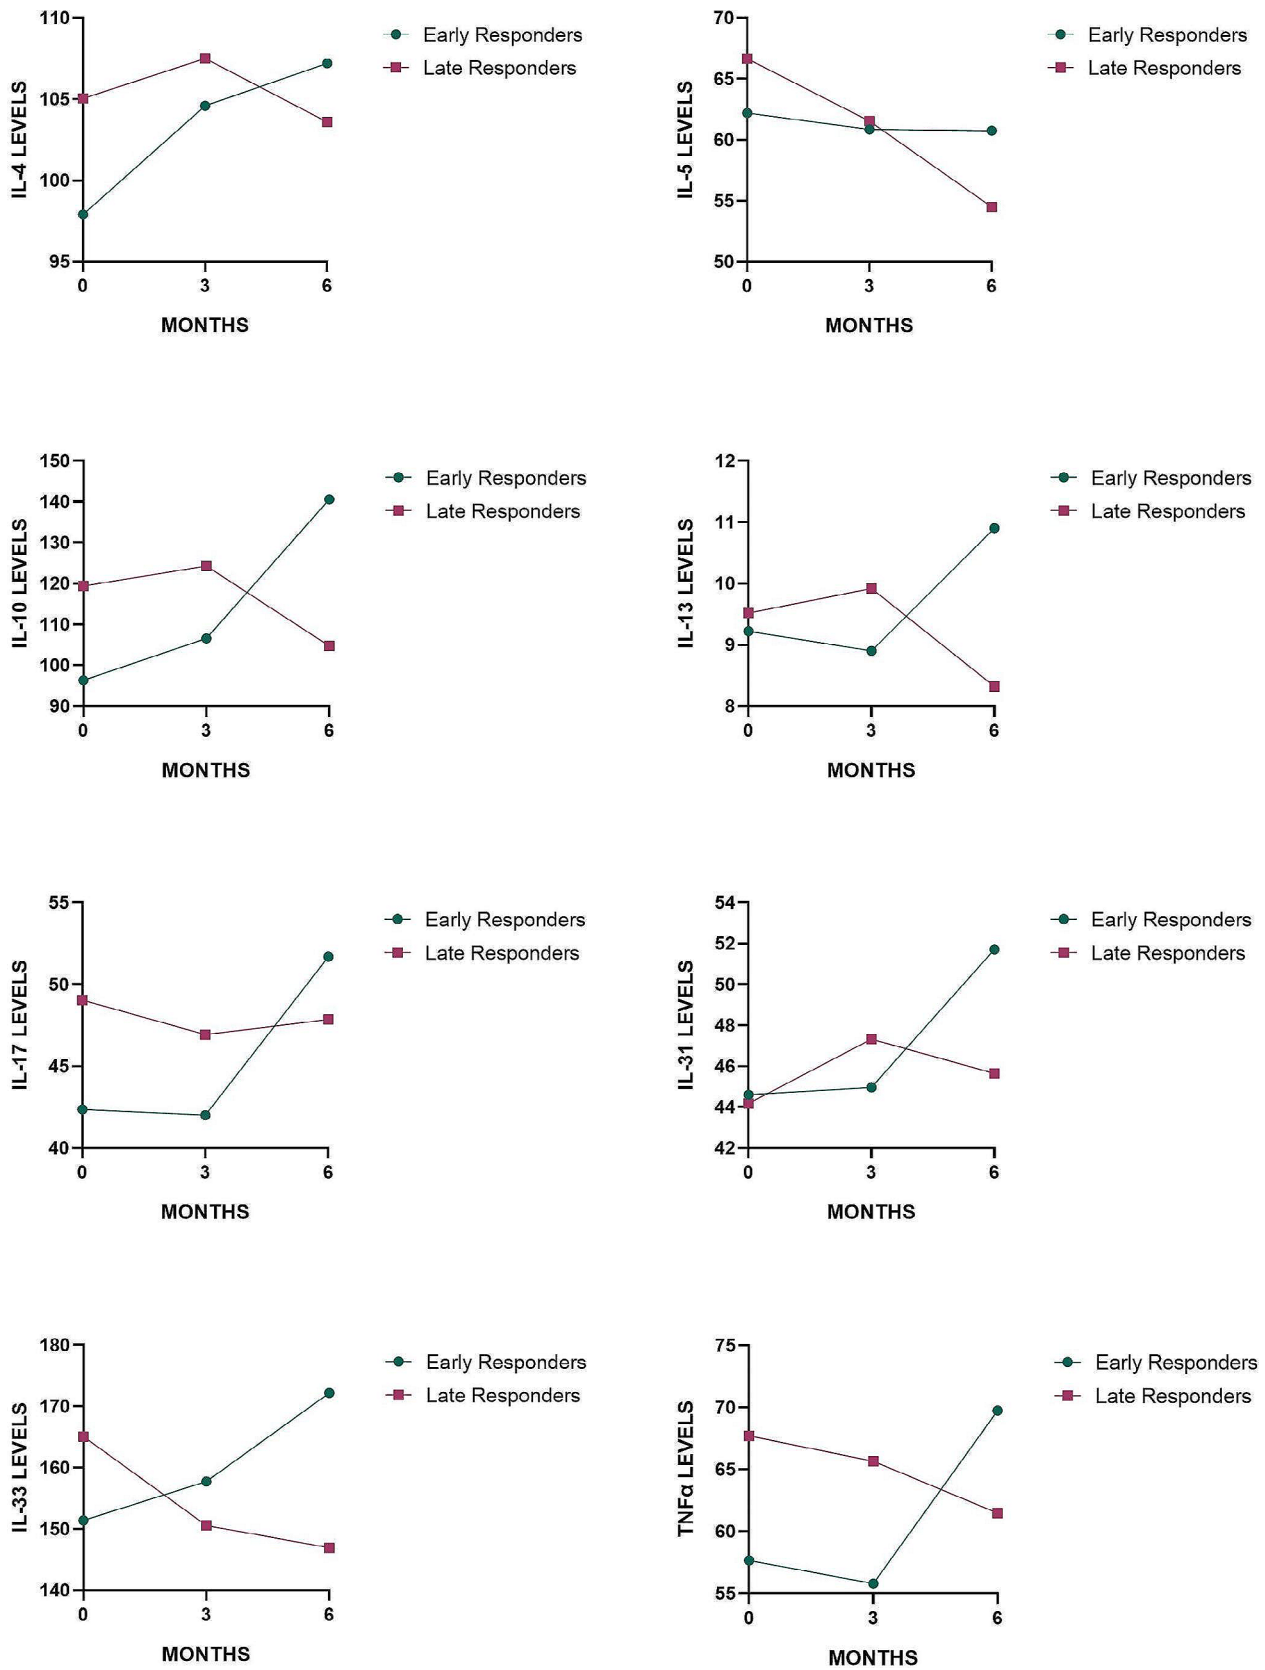 110
105
100
95
IL-4 LEVELS
0 3 6
MONTHS
Early Responders
Late Responders
70
65
60
55
50
IL-5 LEVELS
0 3 6
MONTHS
Early Responders
Late Responders
150
140
130
120
110
100
90
IL-10 LEVELS
0 3 6
MONTHS
Early Responders
Late Responders
12
11
10
9
8
IL-13 LEVELS
0 3 6
MONTHS
Early Responders
Late Responders
55
50
45
40
IL-17 LEVELS
0 3 6
MONTHS
Early Responders
Late Responders
54
52
50
48
46
44
42
IL-31 LEVELS
0 3 6
MONTHS
Early Responders
Late Responders
180
170
160
150
140
IL-33 LEVELS
0 3 6
MONTHS
Early Responders
Late Responders
75
70
65
60
55
TNFα LEVELS
0 3 6
MONTHS
Early Responders
Late Responders